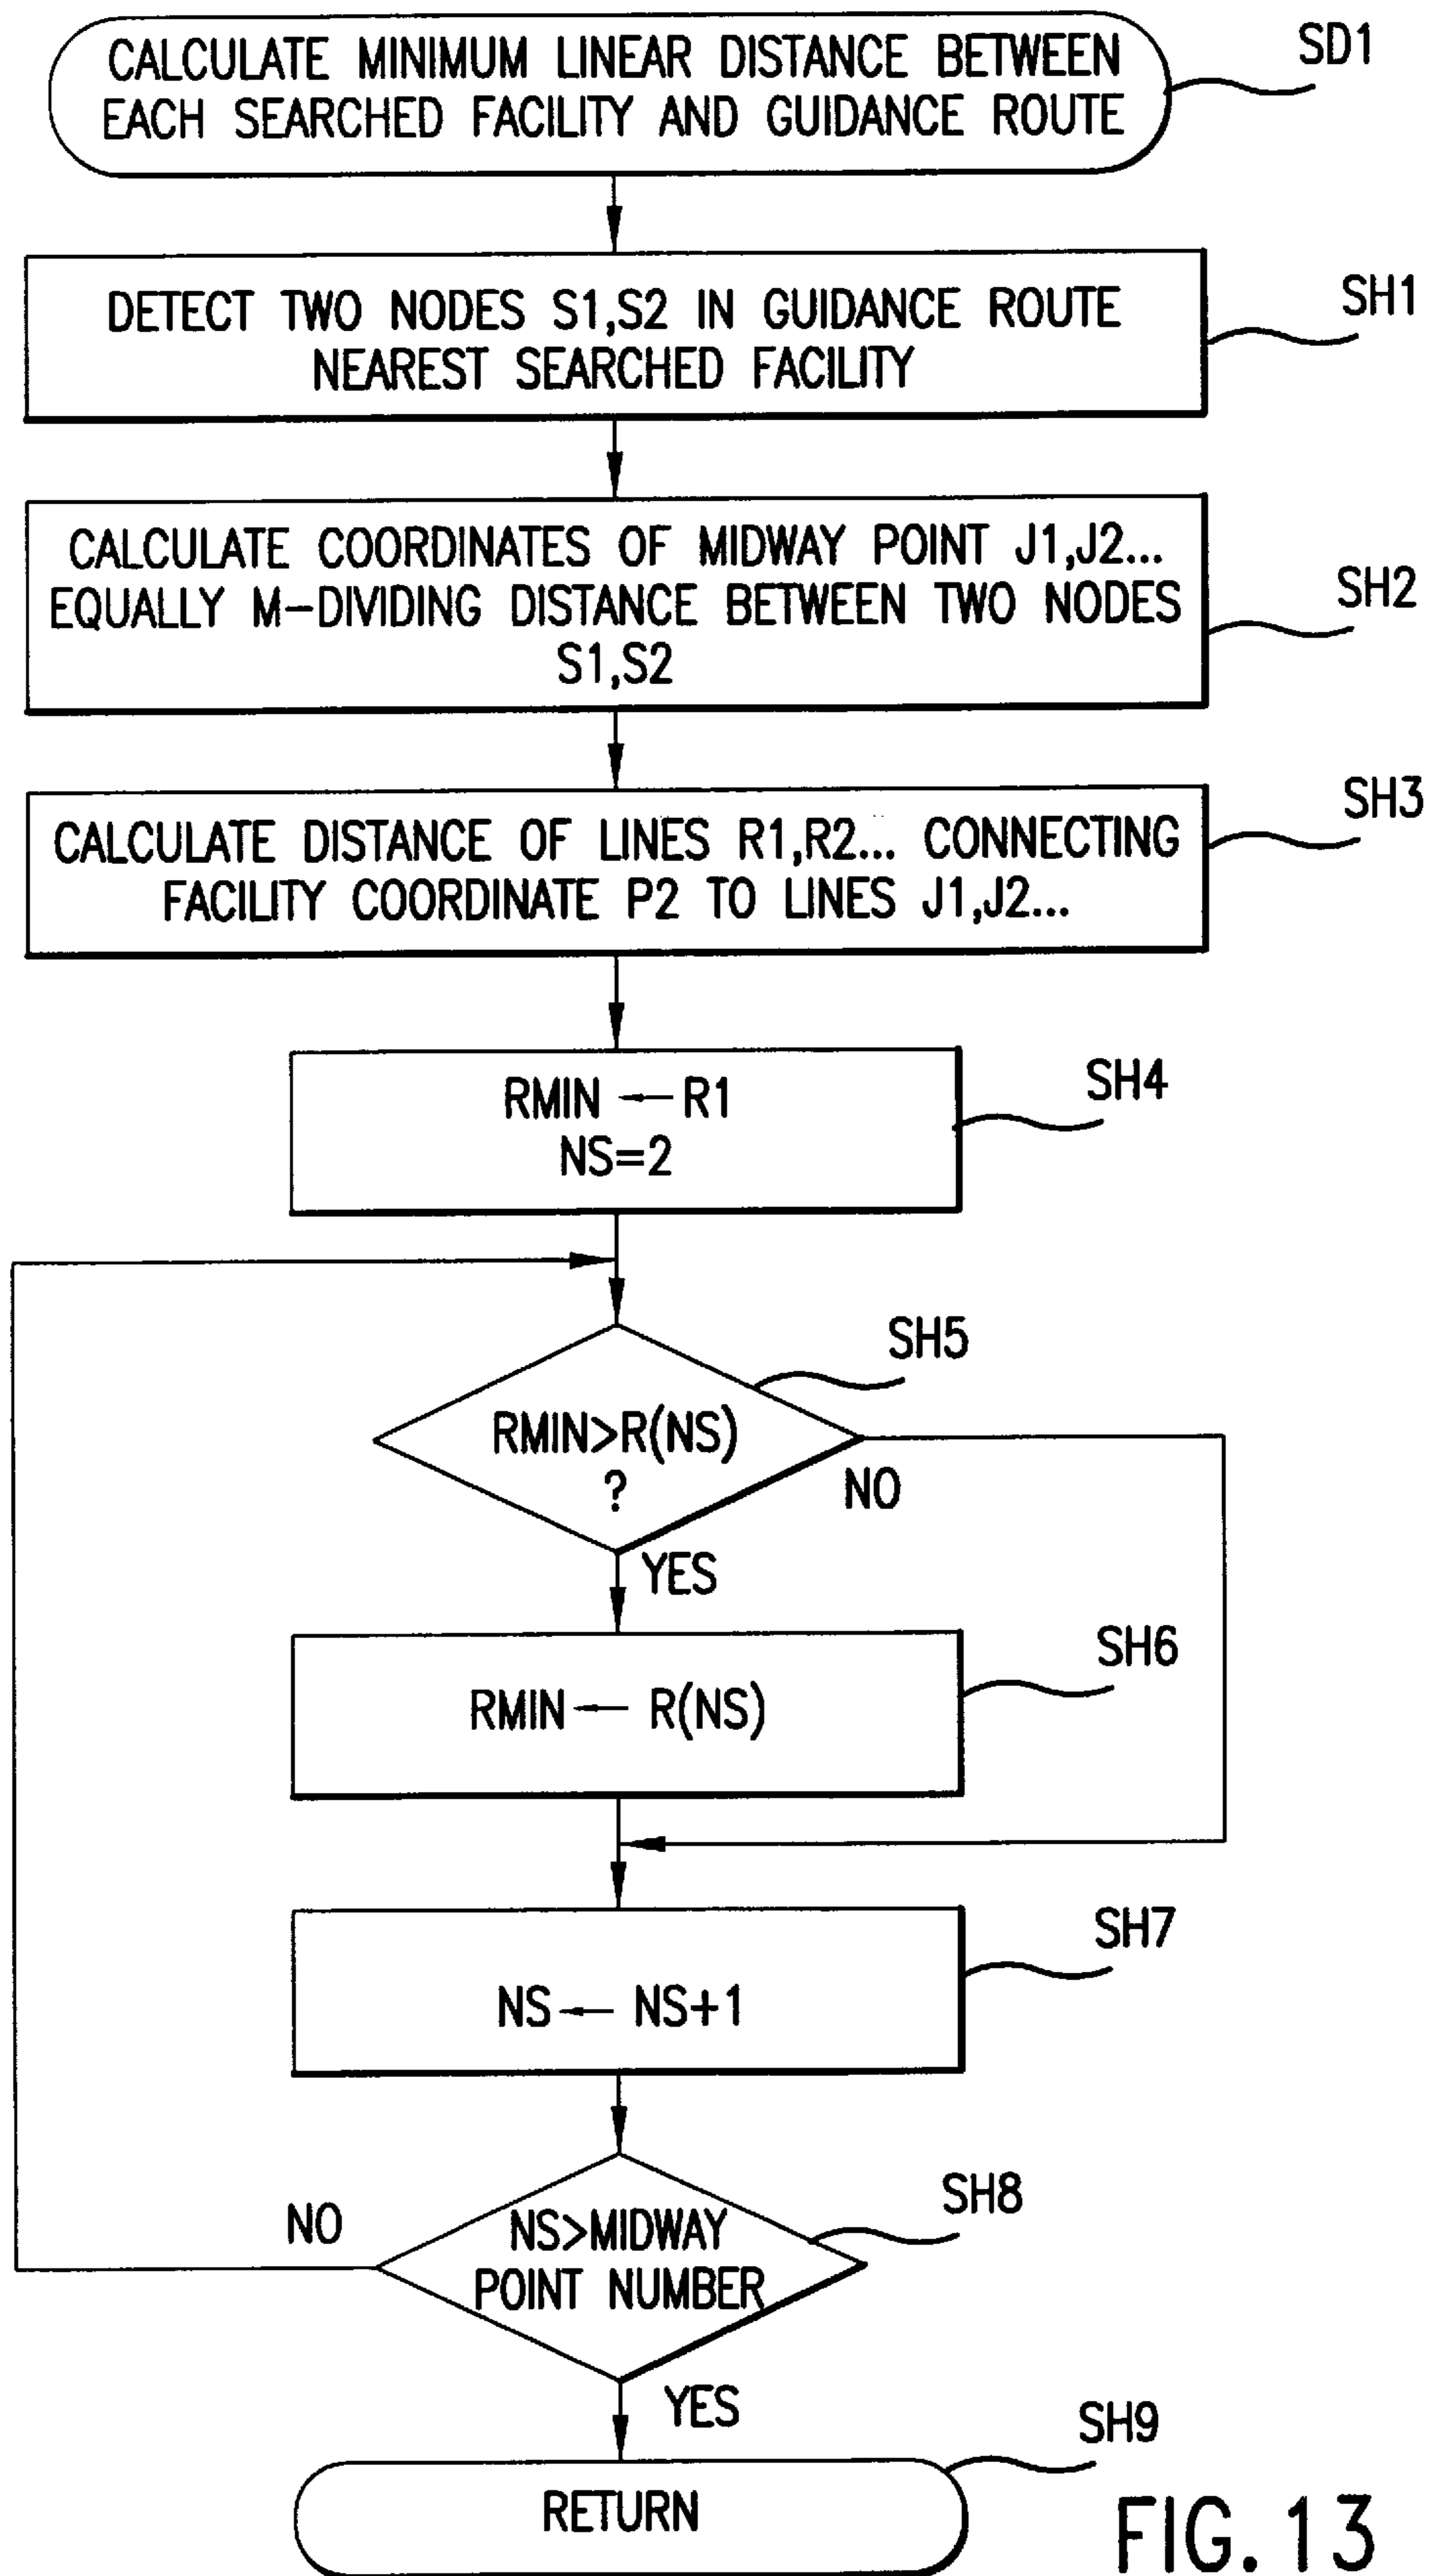 CALCULATE MINIMUM LINEAR DISTANCE BETWEEN
EACH SEARCHED FACILITY AND GUIDANCE ROUTE
SD1
DETECT TWO NODES S1,S2 IN GUIDANCE ROUTE
NEAREST SEARCHED FACILITY
SH1
CALCULATE COORDINATES OF MIDWAY POINT J1,J2...
EQUALLY M-DIVIDING DISTANCE BETWEEN TWO NODES
S1,S2
SH2
CALCULATE DISTANCE OF LINES R1,R2... CONNECTING
FACILITY COORDINATE P2 TO LINES J1,J2...
SH3
RMIN ← R1
NS=2
SH4
RMIN>R(NS)
?
SH5
NO
YES
RMIN ← R(NS)
SH6
NS ← NS+1
SH7
NS>MIDWAY
POINT NUMBER
SH8
NO
YES
RETURN
SH9
FIG.13